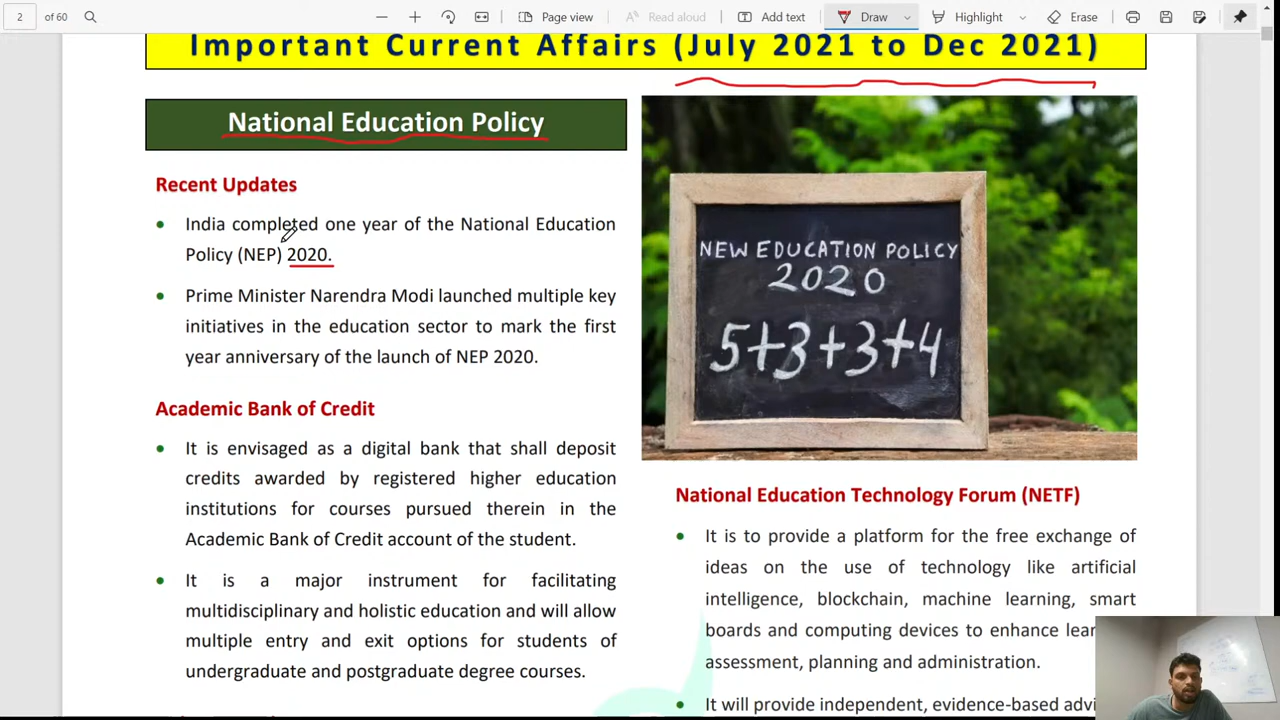 2 of 60
Page view
Read aloud
Add text
Draw
Highlight
Erase
Important Current Affairs (July 2021 to Dec 2021)
National Education Policy
Recent Updates
• India completed one year of the National Education
Policy (NEP) 2020.
• Prime Minister Narendra Modi launched multiple key
initiatives in the education sector to mark the first
year anniversary of the launch of NEP 2020.
Academic Bank of Credit
• It is envisaged as a digital bank that shall deposit
credits awarded by registered higher education
institutions for courses pursued therein in the
Academic Bank of Credit account of the student.
• It is a major instrument for facilitating
multidisciplinary and holistic education and will allow
multiple entry and exit options for students of
undergraduate and postgraduate degree courses.
NEW EDUCATION POLICY
2020
5+3+3+4
National Education Technology Forum (NETF)
• It is to provide a platform for the free exchange of
ideas on the use of technology like artificial
intelligence, blockchain, machine learning, smart
boards and computing devices to enhance
assessment, planning and administration.
• It will provide independent, evidence-based